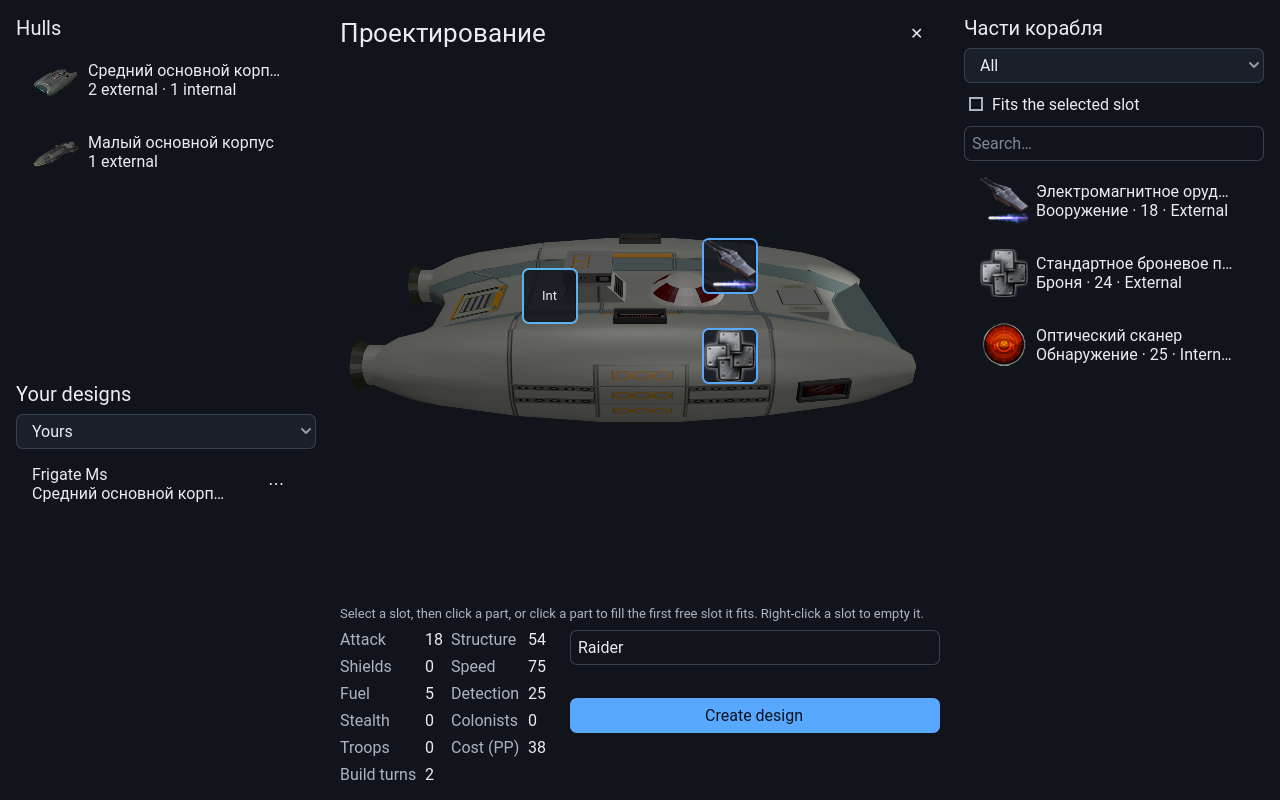 Hulls
Средний основной корп…
2 external · 1 internal
Малый основной корпус
1 external
Your designs
Yours
Frigate Ms
Средний основной корп…
…
Проектирование
×
Int
Select a slot, then click a part, or click a part to fill the first free slot it fits. Right-click a slot to empty it.
Attack 18 Structure 54
Shields 0 Speed 75
Fuel 5 Detection 25
Stealth 0 Colonists 0
Troops 0 Cost (PP) 38
Build turns 2
Raider
Create design
Части корабля
All
Fits the selected slot
Search…
Электромагнитное оруд…
Вооружение · 18 · External
Стандартное броневое п…
Броня · 24 · External
Оптический сканер
Обнаружение · 25 · Intern…